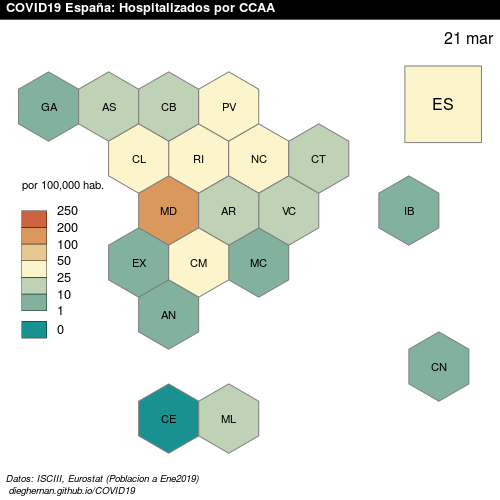 COVID19 España: Hospitalizados por CCAA
21 mar
GA
AS
CB
PV
ES
CL
RI
NC
CT
por 100,000 hab.
250
200
100
50
25
10
1
0
MD
AR
VC
IB
EX
CM
MC
AN
CN
CE
ML
Datos: ISCIII, Eurostat (Poblacion a Ene2019)
dieghernan.github.io/COVID19